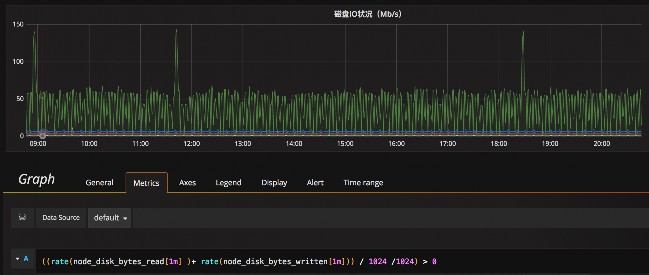 磁盘IO状况（Mb/s）
150
100
50
0
09:00 10:00 11:00 12:00 13:00 14:00 15:00 16:00 17:00 18:00 19:00 20:00
Graph General Metrics Axes Legend Display Alert Time range
Data Source default
A ((rate(node_disk_bytes_read[1m] )+ rate(node_disk_bytes_written[1m])) / 1024 /1024) > 0